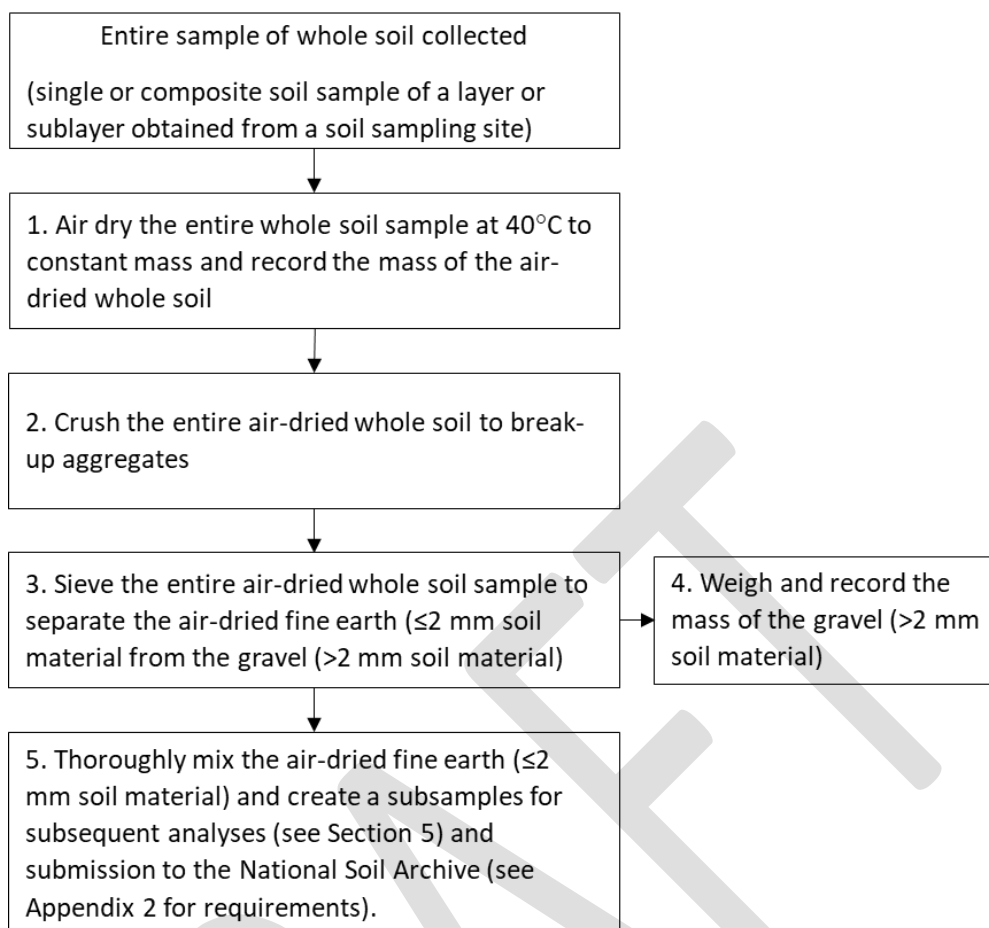 Entire sample of whole soil collected
(single or composite soil sample of a layer or
sublayer obtained from a soil sampling site)
1. Air dry the entire whole soil sample at 40°C to
constant mass and record the mass of the air-
dried whole soil
2. Crush the entire air-dried whole soil to break-
up aggregates
3. Sieve the entire air-dried whole soil sample to
separate the air-dried fine earth (≤2 mm soil
material from the gravel (>2 mm soil material)
4. Weigh and record the
mass of the gravel (>2 mm
soil material)
5. Thoroughly mix the air-dried fine earth (≤2
mm soil material) and create a subsamples for
subsequent analyses (see Section 5) and
submission to the National Soil Archive (see
Appendix 2 for requirements).